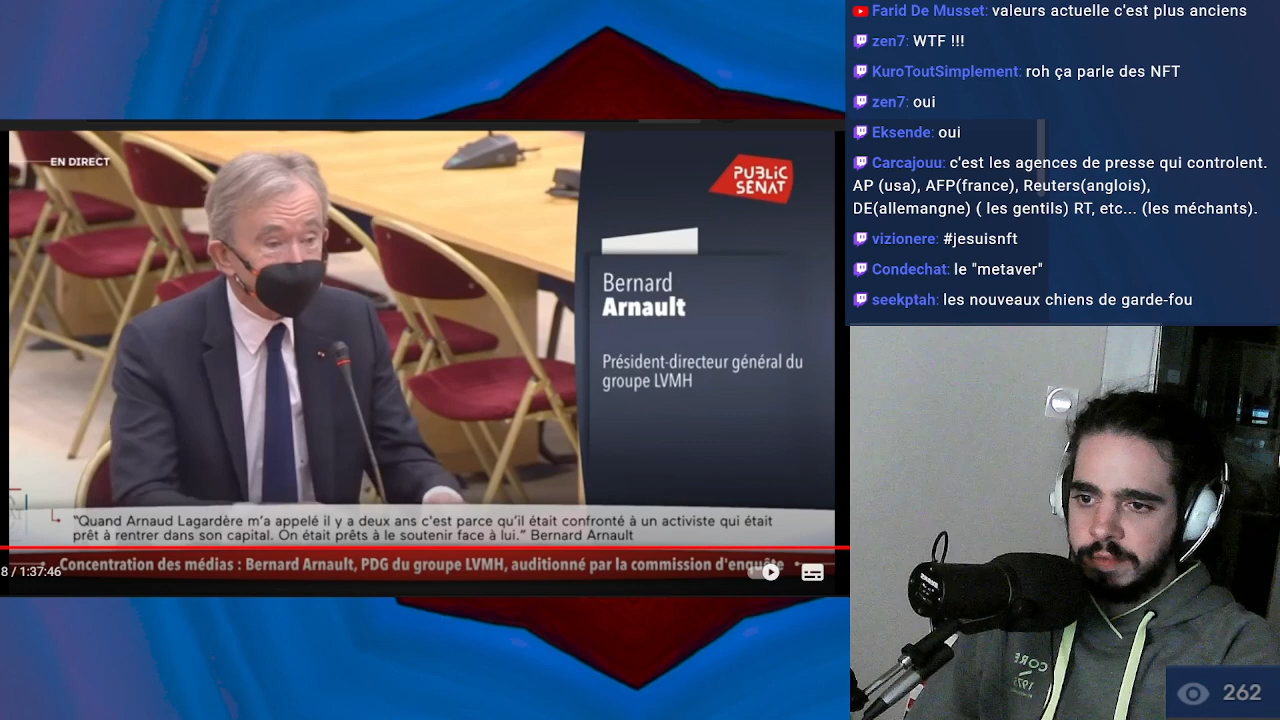 Farid De Musset: valeurs actuelle c'est plus anciens
zen7: WTF !!!
KuroToutSimplement: roh ça parle des NFT
zen7: oui
Eksende: oui
Carcajouu: c'est les agences de presse qui controlent.
AP (usa), AFP(france), Reuters(anglois),
DE(allemangne) ( les gentils) RT, etc... (les méchants).
vizionere: #jesuisnft
Condechat: le "metaver"
seekptah: les nouveaux chiens de garde-fou
EN DIRECT
PUBLIC
SÉNAT
Bernard
Arnault
Président-directeur général du
groupe LVMH
"Quand Arnaud Lagardère m'a appelé il y a deux ans c'est parce qu'il était confronté à un activiste qui était
prêt à rentrer dans son capital. On était prêts à le soutenir face à lui." Bernard Arnault
Concentration des médias : Bernard Arnault, PDG du groupe LVMH, auditionné par la commission d'enquête
8 / 1:37:46
CORE
1975
262